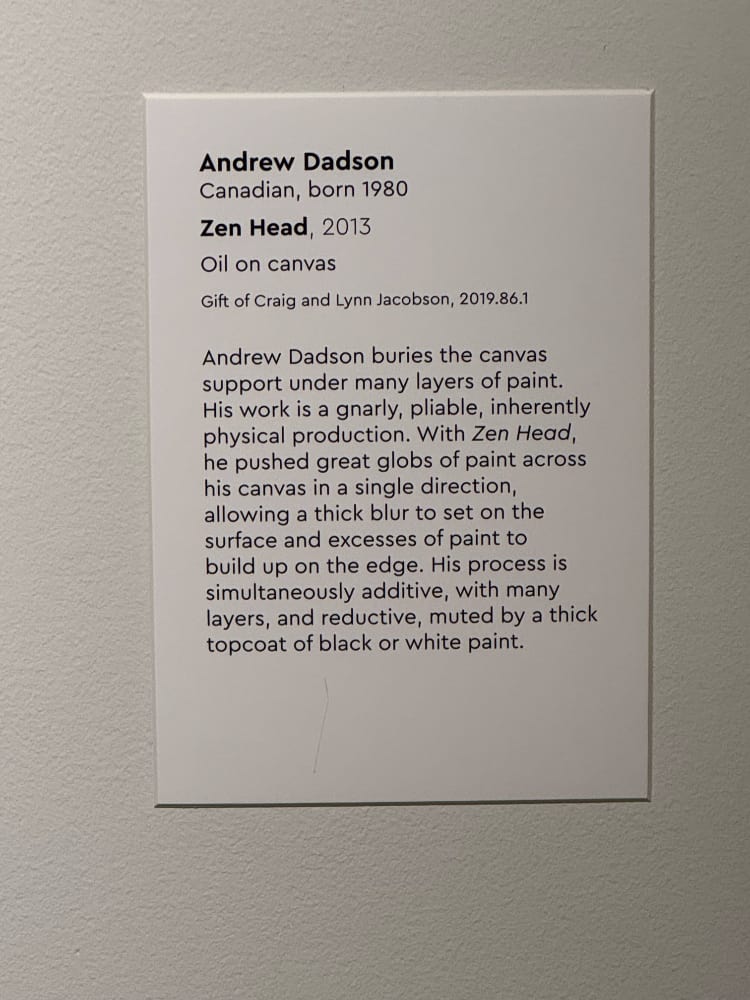 Andrew Dadson
Canadian, born 1980
Zen Head, 2013
Oil on canvas
Gift of Craig and Lynn Jacobson, 2019.86.1
Andrew Dadson buries the canvas
support under many layers of paint.
His work is a gnarly, pliable, inherently
physical production. With Zen Head,
he pushed great globs of paint across
his canvas in a single direction,
allowing a thick blur to set on the
surface and excesses of paint to
build up on the edge. His process is
simultaneously additive, with many
layers, and reductive, muted by a thick
topcoat of black or white paint.